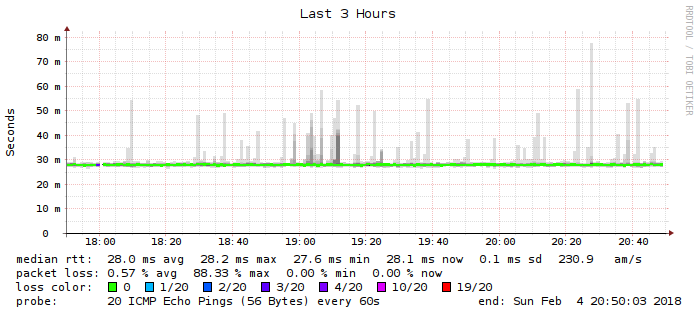 Last 3 Hours
RRDTOOL / TOBI OETIKER
Seconds
80 m
70 m
60 m
50 m
40 m
30 m
20 m
10 m
0
18:00 18:20 18:40 19:00 19:20 19:40 20:00 20:20 20:40
median rtt: 28.0 ms avg 28.2 ms max 27.6 ms min 28.1 ms now 0.1 ms sd 230.9 am/s
packet loss: 0.57 % avg 88.33 % max 0.00 % min 0.00 % now
loss color: 0 1/20 2/20 3/20 4/20 10/20 19/20
probe: 20 ICMP Echo Pings (56 Bytes) every 60s end: Sun Feb 4 20:50:03 2018